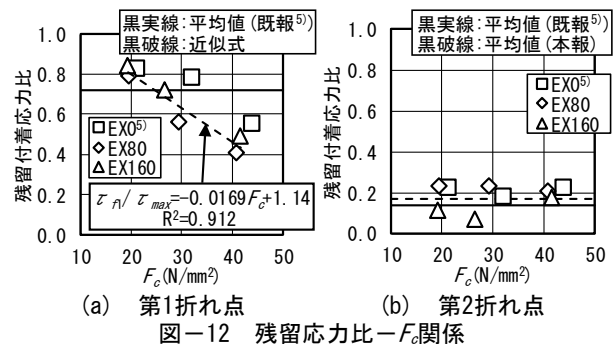 黒実線:平均値(既報⁵⁾)
黒破線:近似式
残留付着応力比
1.0
0.8
0.6
0.4
0.2
0.0
□EX0⁵⁾
◇EX80
△EX160
τf1/τmax=-0.0169Fc+1.14
R²=0.912
10 20 30 40 50
Fc(N/mm²)
(a) 第1折れ点
黒実線:平均値(既報⁵⁾)
黒破線:平均値(本報)
残留付着応力比
1.0
0.8
0.6
0.4
0.2
0.0
□EX0⁵⁾
◇EX80
△EX160
10 20 30 40 50
Fc(N/mm²)
(b) 第2折れ点
図-12 残留応力比-Fc関係